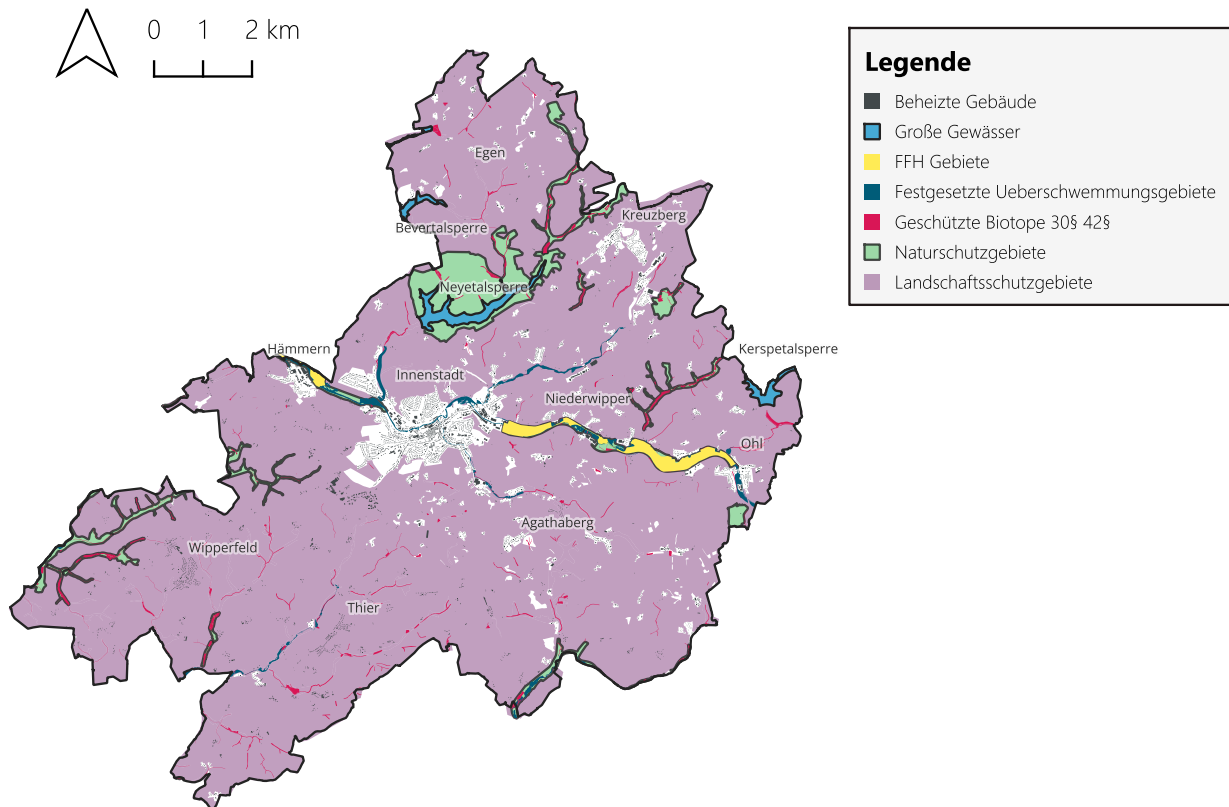 0 1 2 km
Legende
Beheizte Gebäude
Große Gewässer
FFH Gebiete
Festgesetzte Ueberschwemmungsgebiete
Geschützte Biotope 30§ 42§
Naturschutzgebiete
Landschaftsschutzgebiete
Egen
Kreuzberg
Bevertalsperre
Neyetalsperre
Hämmern
Kerspetalsperre
Innenstadt
Niederwipper
Ohl
Agathaberg
Wipperfeld
Thier